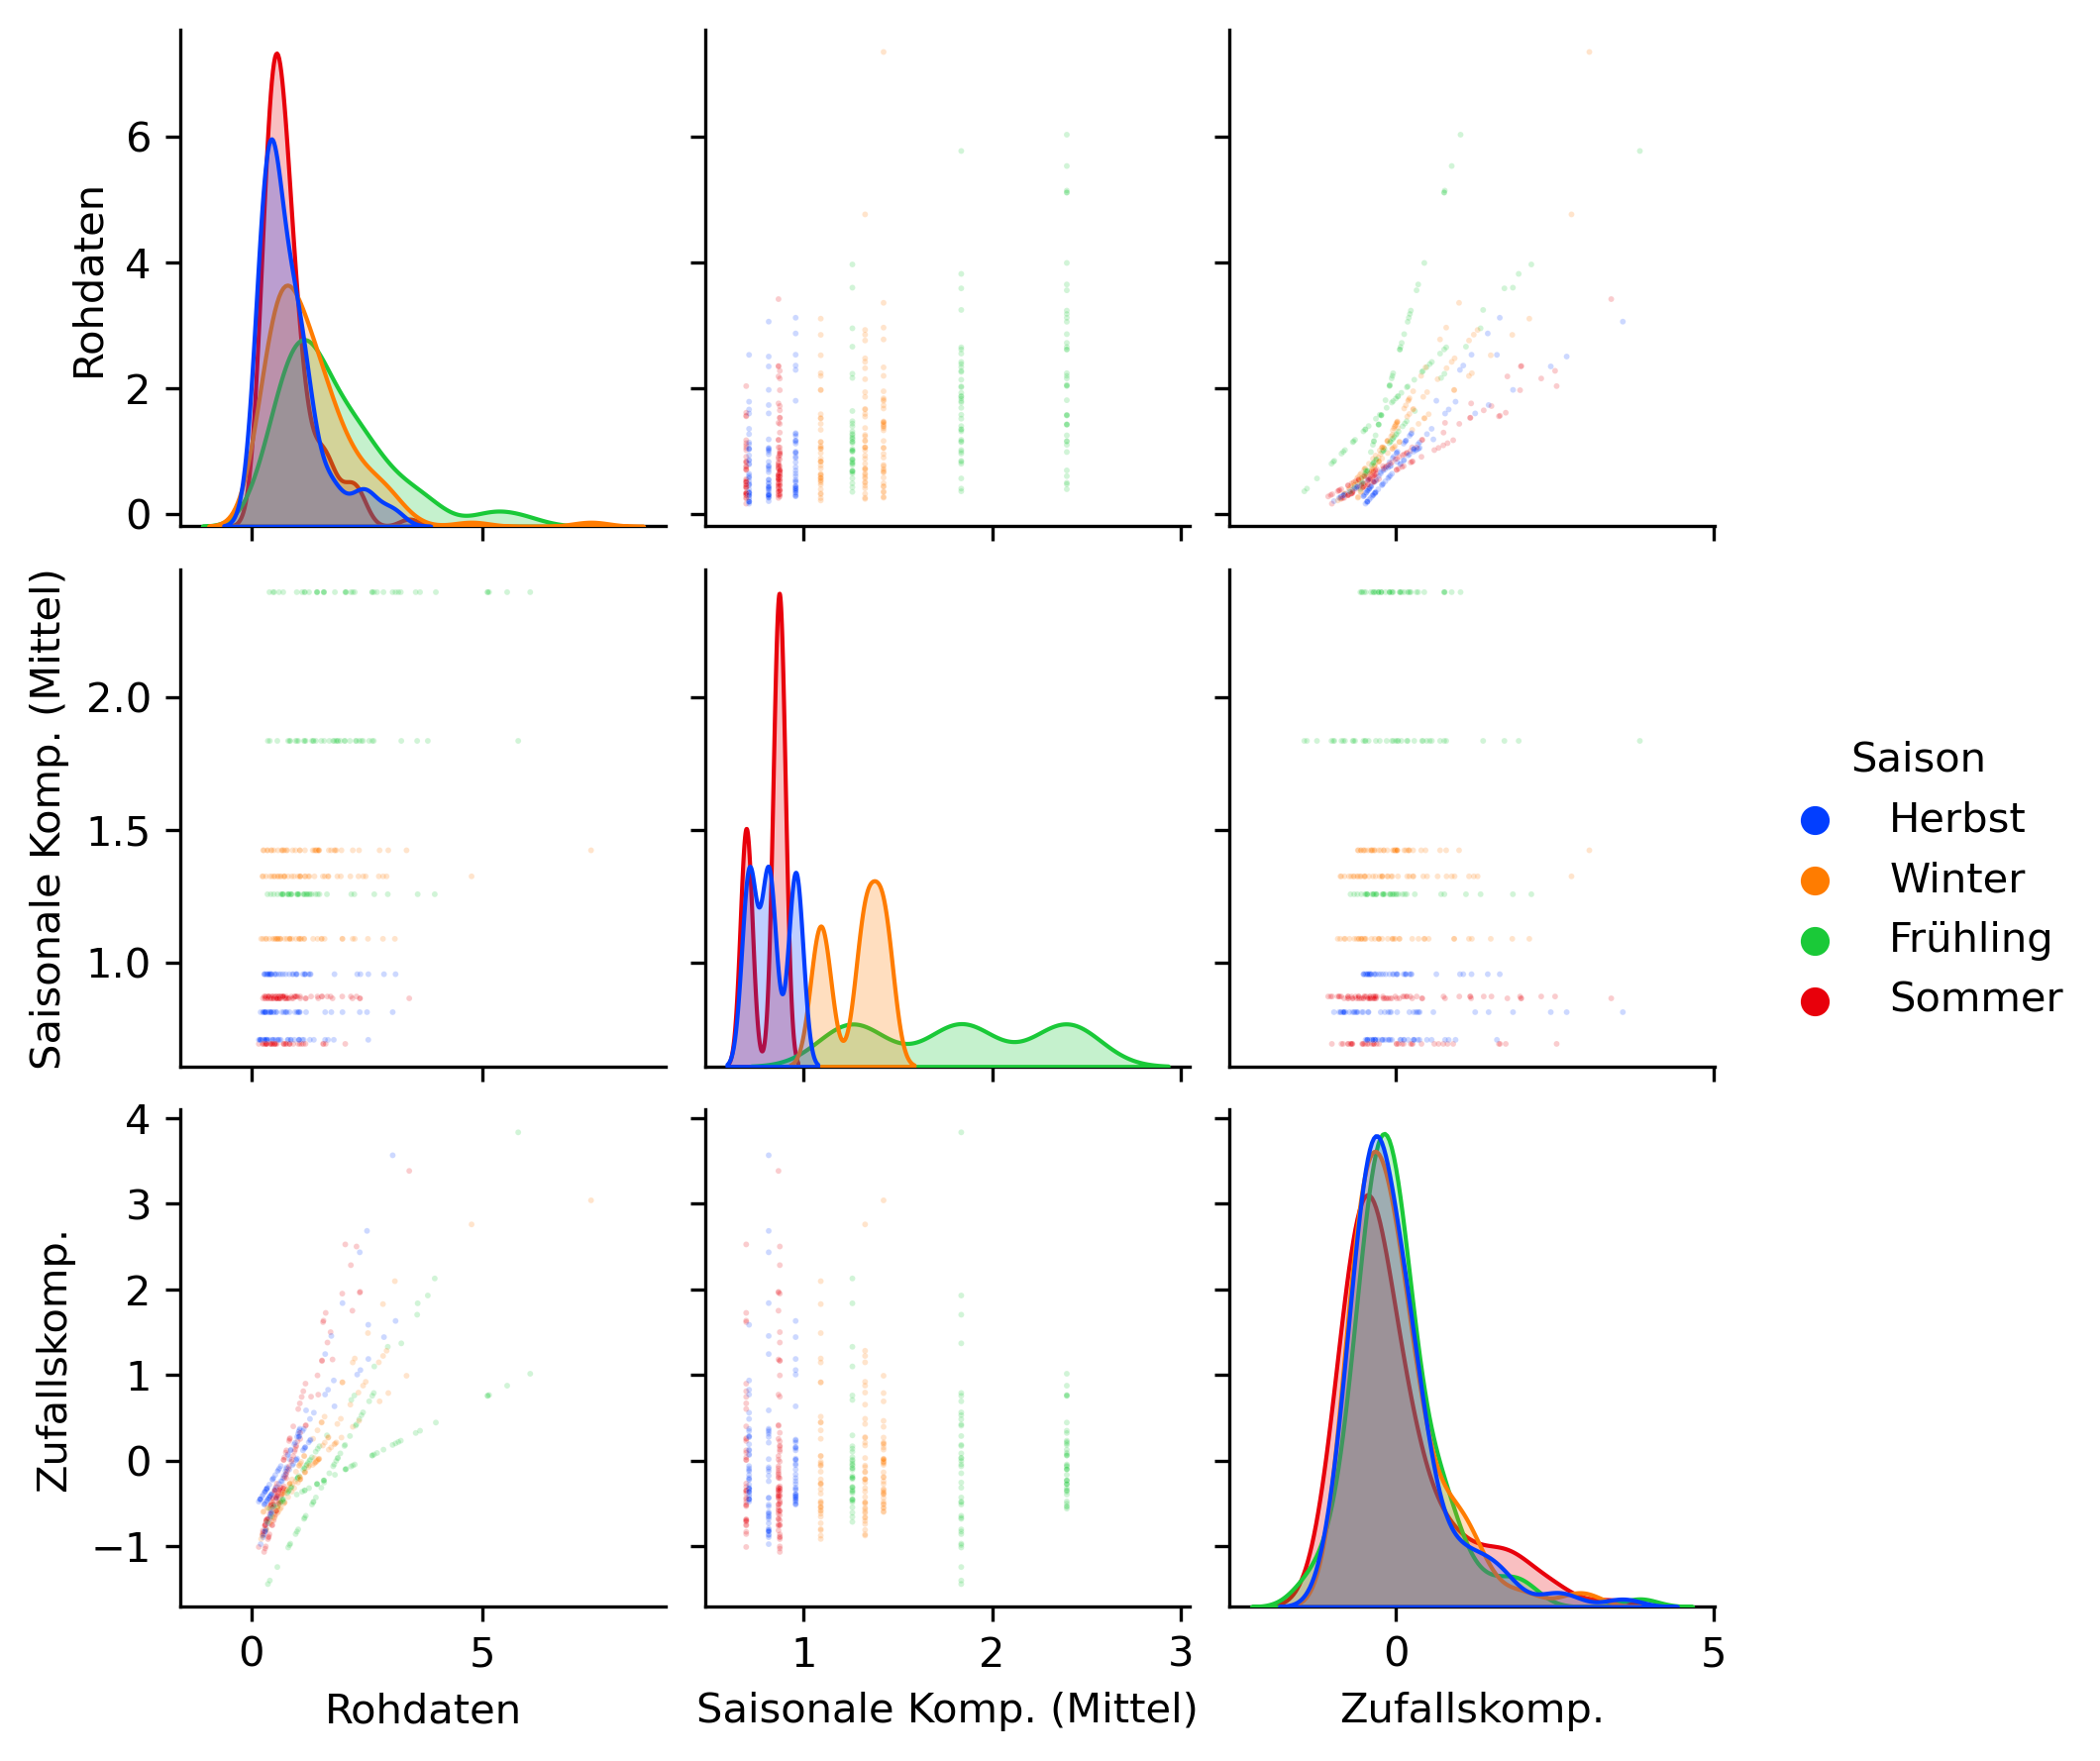 Rohdaten
6
4
2
0
Saisonale Komp. (Mittel)
2.0
1.5
1.0
Zufallskomp.
4
3
2
1
0
−1
0 5
1 2 3
0 5
Rohdaten
Saisonale Komp. (Mittel)
Zufallskomp.
Saison
Herbst
Winter
Frühling
Sommer